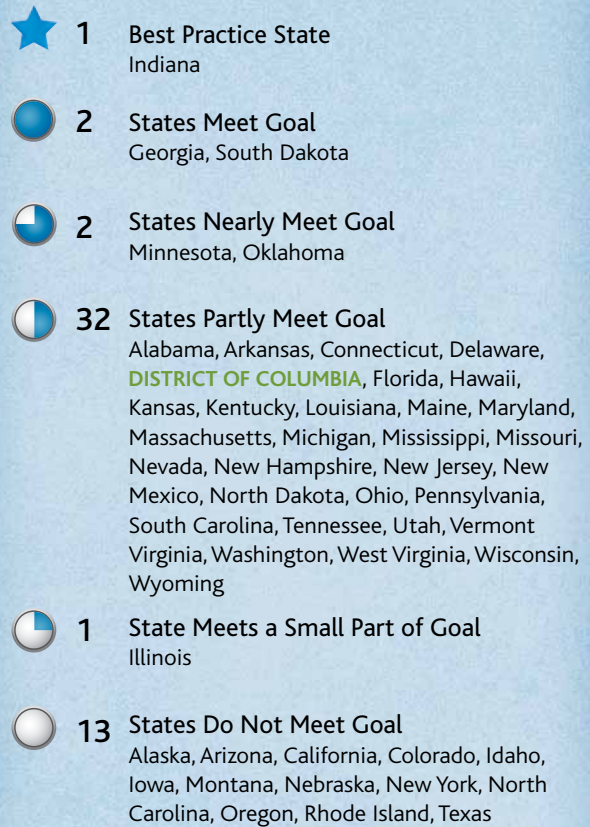 1 Best Practice State
Indiana
2 States Meet Goal
Georgia, South Dakota
2 States Nearly Meet Goal
Minnesota, Oklahoma
32 States Partly Meet Goal
Alabama, Arkansas, Connecticut, Delaware,
DISTRICT OF COLUMBIA, Florida, Hawaii,
Kansas, Kentucky, Louisiana, Maine, Maryland,
Massachusetts, Michigan, Mississippi, Missouri,
Nevada, New Hampshire, New Jersey, New
Mexico, North Dakota, Ohio, Pennsylvania,
South Carolina, Tennessee, Utah, Vermont
Virginia, Washington, West Virginia, Wisconsin,
Wyoming
1 State Meets a Small Part of Goal
Illinois
13 States Do Not Meet Goal
Alaska, Arizona, California, Colorado, Idaho,
Iowa, Montana, Nebraska, New York, North
Carolina, Oregon, Rhode Island, Texas